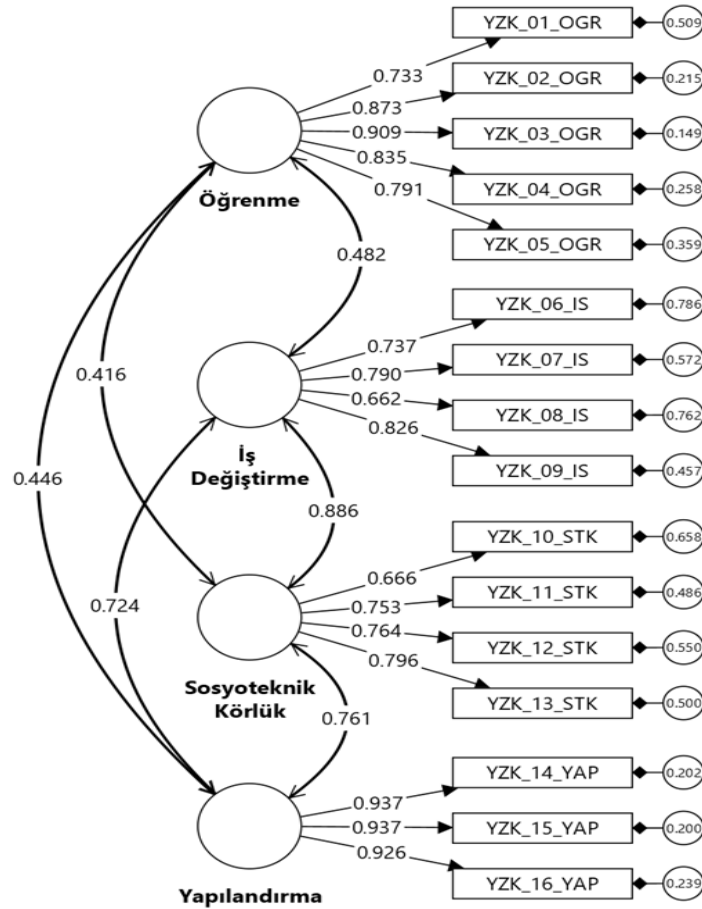 YZK_01_OGR 0.509
0.733
YZK_02_OGR 0.215
0.873
0.909 YZK_03_OGR 0.149
0.835
YZK_04_OGR 0.258
0.791
Öğrenme
YZK_05_OGR 0.359
0.482
YZK_06_IS 0.786
0.737
YZK_07_IS 0.572
0.790
0.416
0.662
YZK_08_IS 0.762
0.826
İş
Değiştirme
YZK_09_IS 0.457
0.446
0.886
YZK_10_STK 0.658
0.666
YZK_11_STK 0.486
0.724
0.753
0.764
YZK_12_STK 0.550
0.796
Sosyoteknik
Körlük
YZK_13_STK 0.500
0.761
YZK_14_YAP 0.202
0.937
0.937 YZK_15_YAP 0.200
0.926
YZK_16_YAP 0.239
Yapılandırma